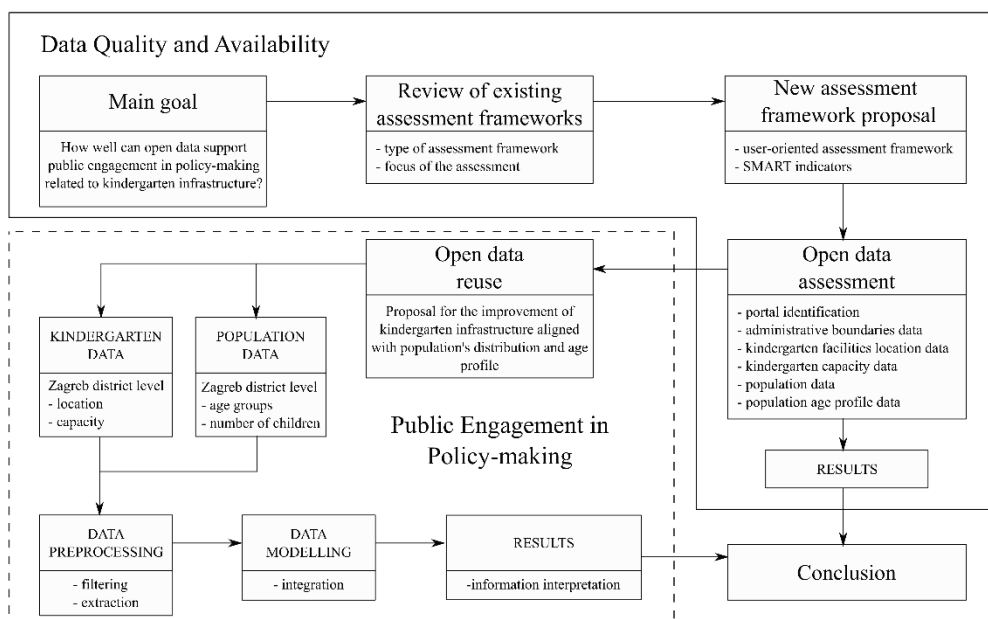 Data Quality and Availability
Main goal
How well can open data support
public engagement in policy-making
related to kindergarten infrastructure?
Review of existing
assessment frameworks
- type of assessment framework
- focus of the assessment
New assessment
framework proposal
- user-oriented assessment framework
- SMART indicators
Open data
assessment
- portal identification
- administrative boundaries data
- kindergarten facilities location data
- kindergarten capacity data
- population data
- population age profile data
RESULTS
Open data
reuse
Proposal for the improvement of
kindergarten infrastructure aligned
with population's distribution and age
profile
KINDERGARTEN
DATA
Zagreb district level
- location
- capacity
POPULATION
DATA
Zagreb district level
- age groups
- number of children
Public Engagement in
Policy-making
DATA
PREPROCESSING
- filtering
- extraction
DATA
MODELLING
- integration
RESULTS
-information interpretation
Conclusion